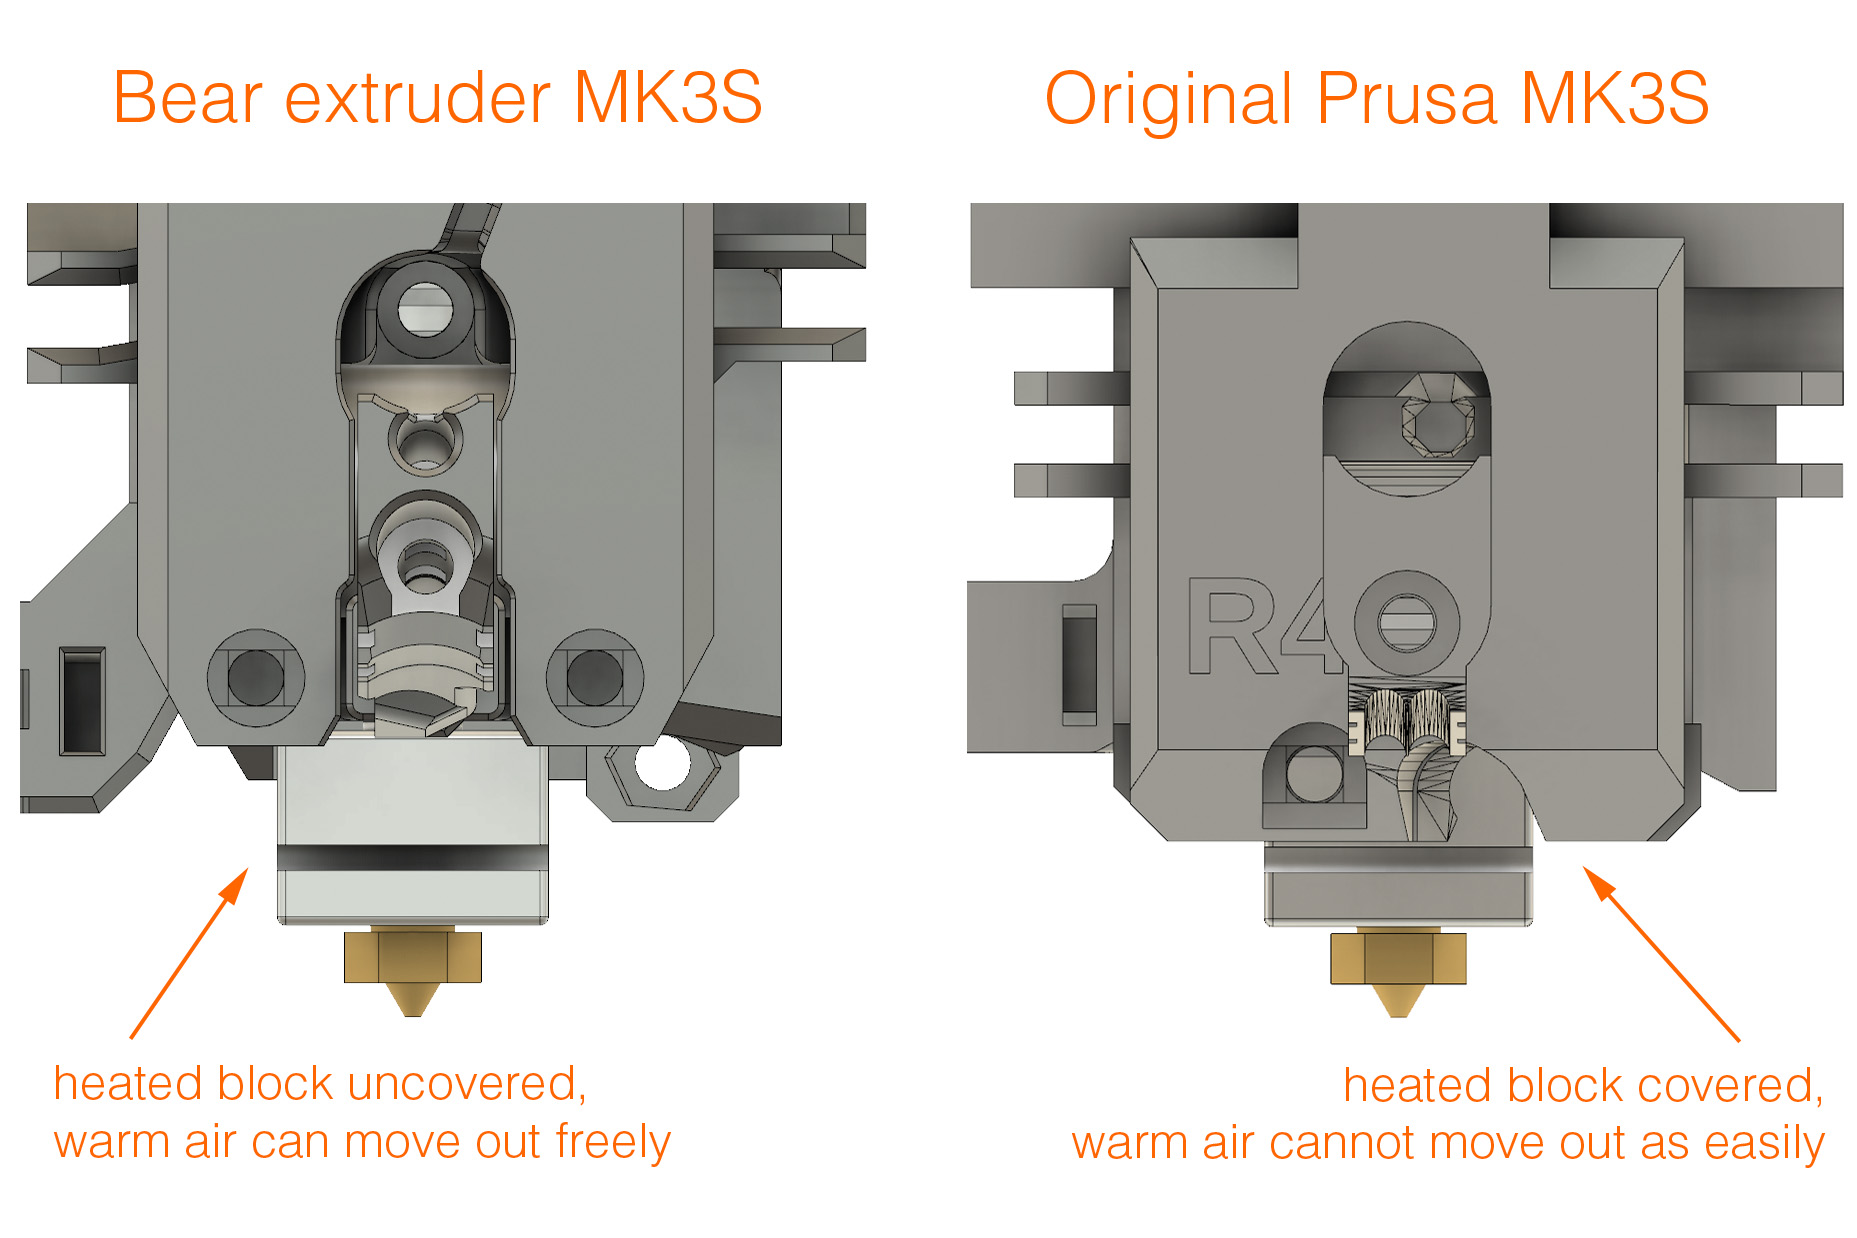 Bear extruder MK3S
Original Prusa MK3S
R4
heated block uncovered,
warm air can move out freely
heated block covered,
warm air cannot move out as easily